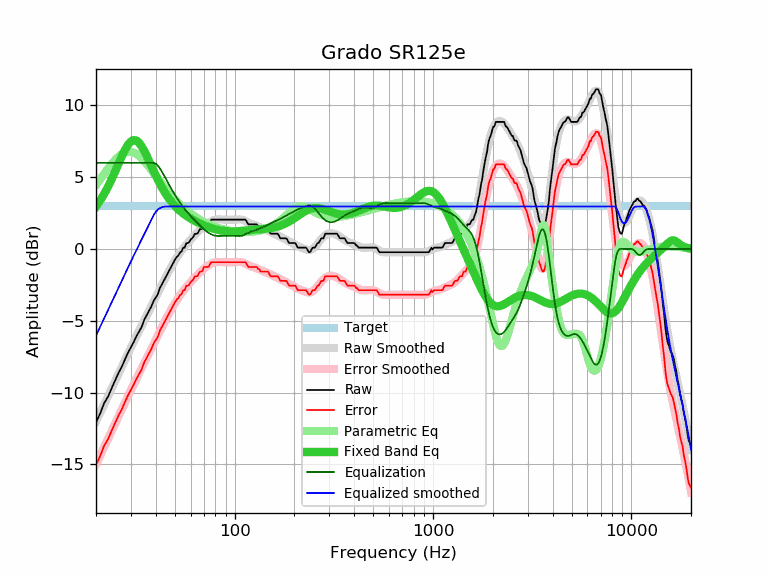 Grado SR125e
Amplitude (dBr)
10
5
0
−5
−10
−15
Target
Raw Smoothed
Error Smoothed
Raw
Error
Parametric Eq
Fixed Band Eq
Equalization
Equalized smoothed
100
1000
10000
Frequency (Hz)